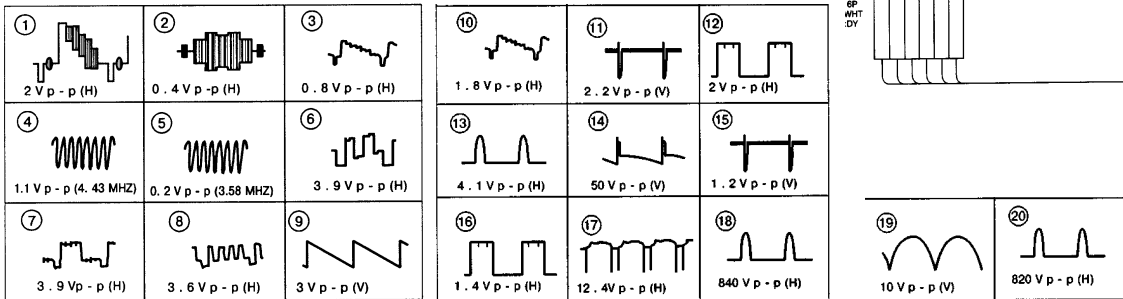 ① ② ③
2 V p - p (H) 0 . 4 V p - p (H) 0 . 8 V p - p (H)
④ ⑤ ⑥
1.1 V p - p (4. 43 MHZ) 0. 2 V p - p (3.58 MHZ) 3 . 9 V p - p (H)
⑦ ⑧ ⑨
3 . 9 Vp - p (H) 3 . 6 V p - p (H) 3 V p - p (V)
⑩ ⑪ ⑫
1 . 8 V p - p (H) 2 . 2 V p - p (V) 2 V p - p (H)
⑬ ⑭ ⑮
4 . 1 V p - p (H) 50 V p - p (V) 1 . 2 V p - p (V)
⑯ ⑰ ⑱
1 . 4 V p - p (H) 12 . 4V p - p (H) 840 V p - p (H)
6P
WHT
:DY
⑲ ⑳
10 V p - p (V) 820 V p - p (H)